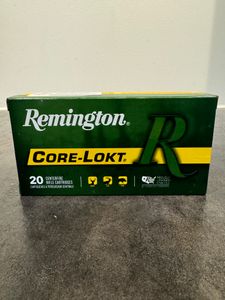 Remington®
CORE-LOKT®
R
20 CENTERFIRE
RIFLE CARTRIDGES